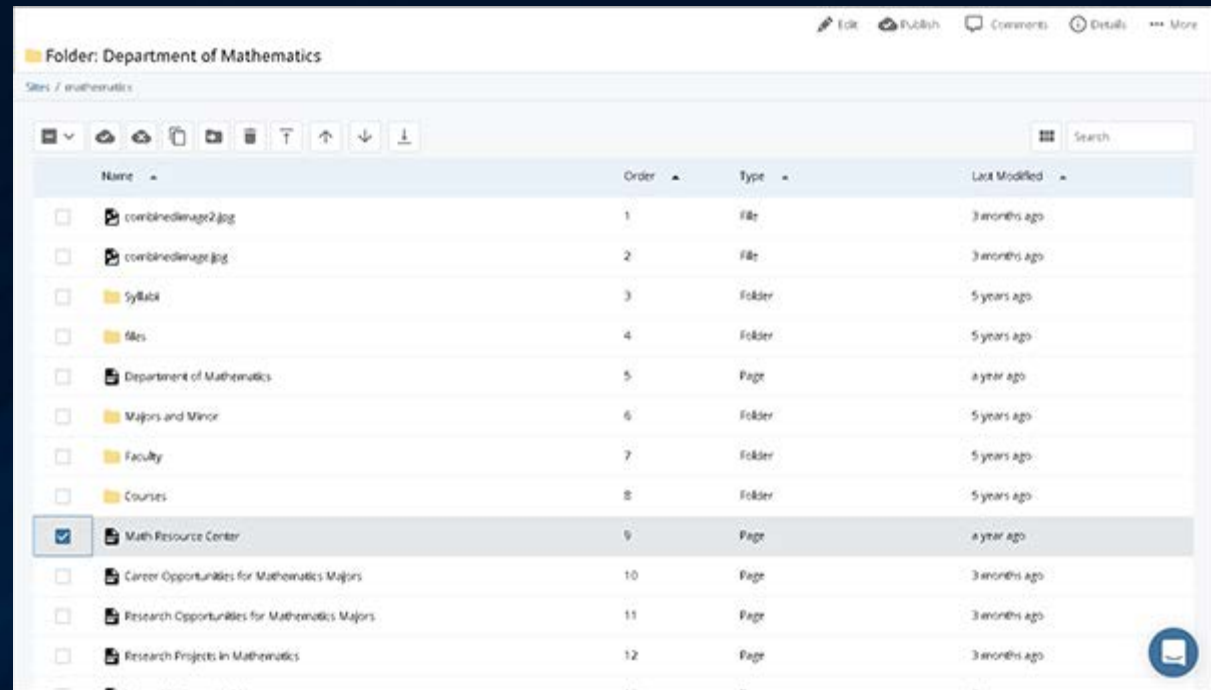 Edit Publish Comments Details More
Folder: Department of Mathematics
Sites / mathematics
Search
Name Order Type Last Modified
combinedimage2.jpg 1 File 3 months ago
combinedimage.jpg 2 File 3 months ago
Syllabi 3 Folder 5 years ago
files 4 Folder 5 years ago
Department of Mathematics 5 Page a year ago
Majors and Minor 6 Folder 5 years ago
Faculty 7 Folder 5 years ago
Courses 8 Folder 5 years ago
Math Resource Center 9 Page a year ago
Career Opportunities for Mathematics Majors 10 Page 3 months ago
Research Opportunities for Mathematics Majors 11 Page 3 months ago
Research Projects in Mathematics 12 Page 3 months ago